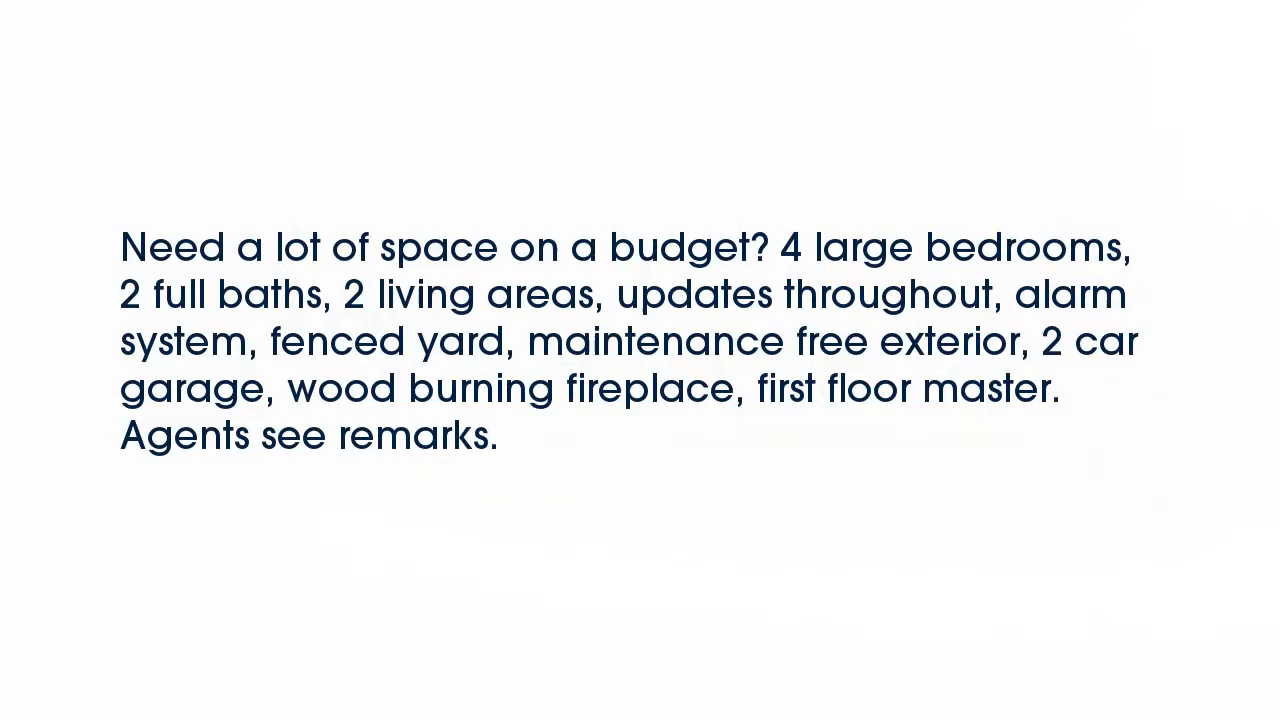 Need a lot of space on a budget? 4 large bedrooms,
2 full baths, 2 living areas, updates throughout, alarm
system, fenced yard, maintenance free exterior, 2 car
garage, wood burning fireplace, first floor master.
Agents see remarks.